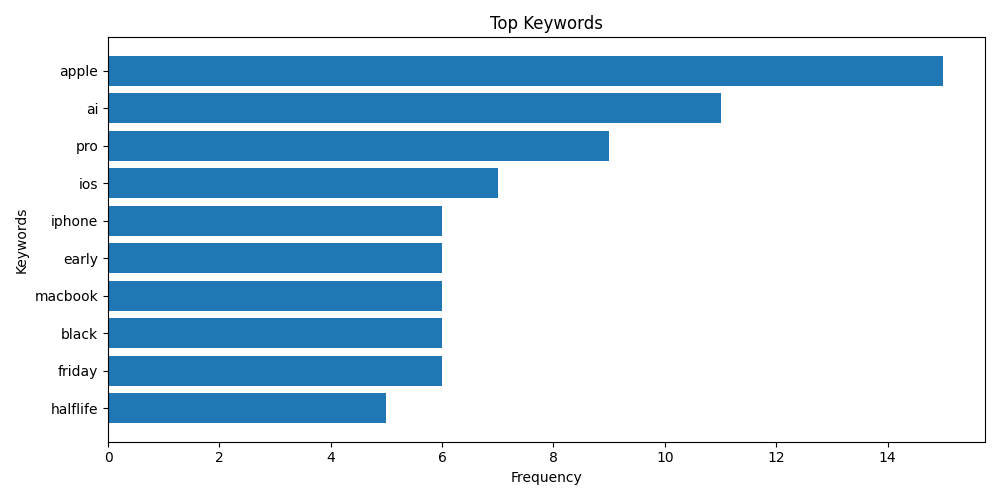 Top Keywords
apple
ai
pro
ios
iphone
early
macbook
black
friday
halflife
Keywords
0 2 4 6 8 10 12 14
Frequency